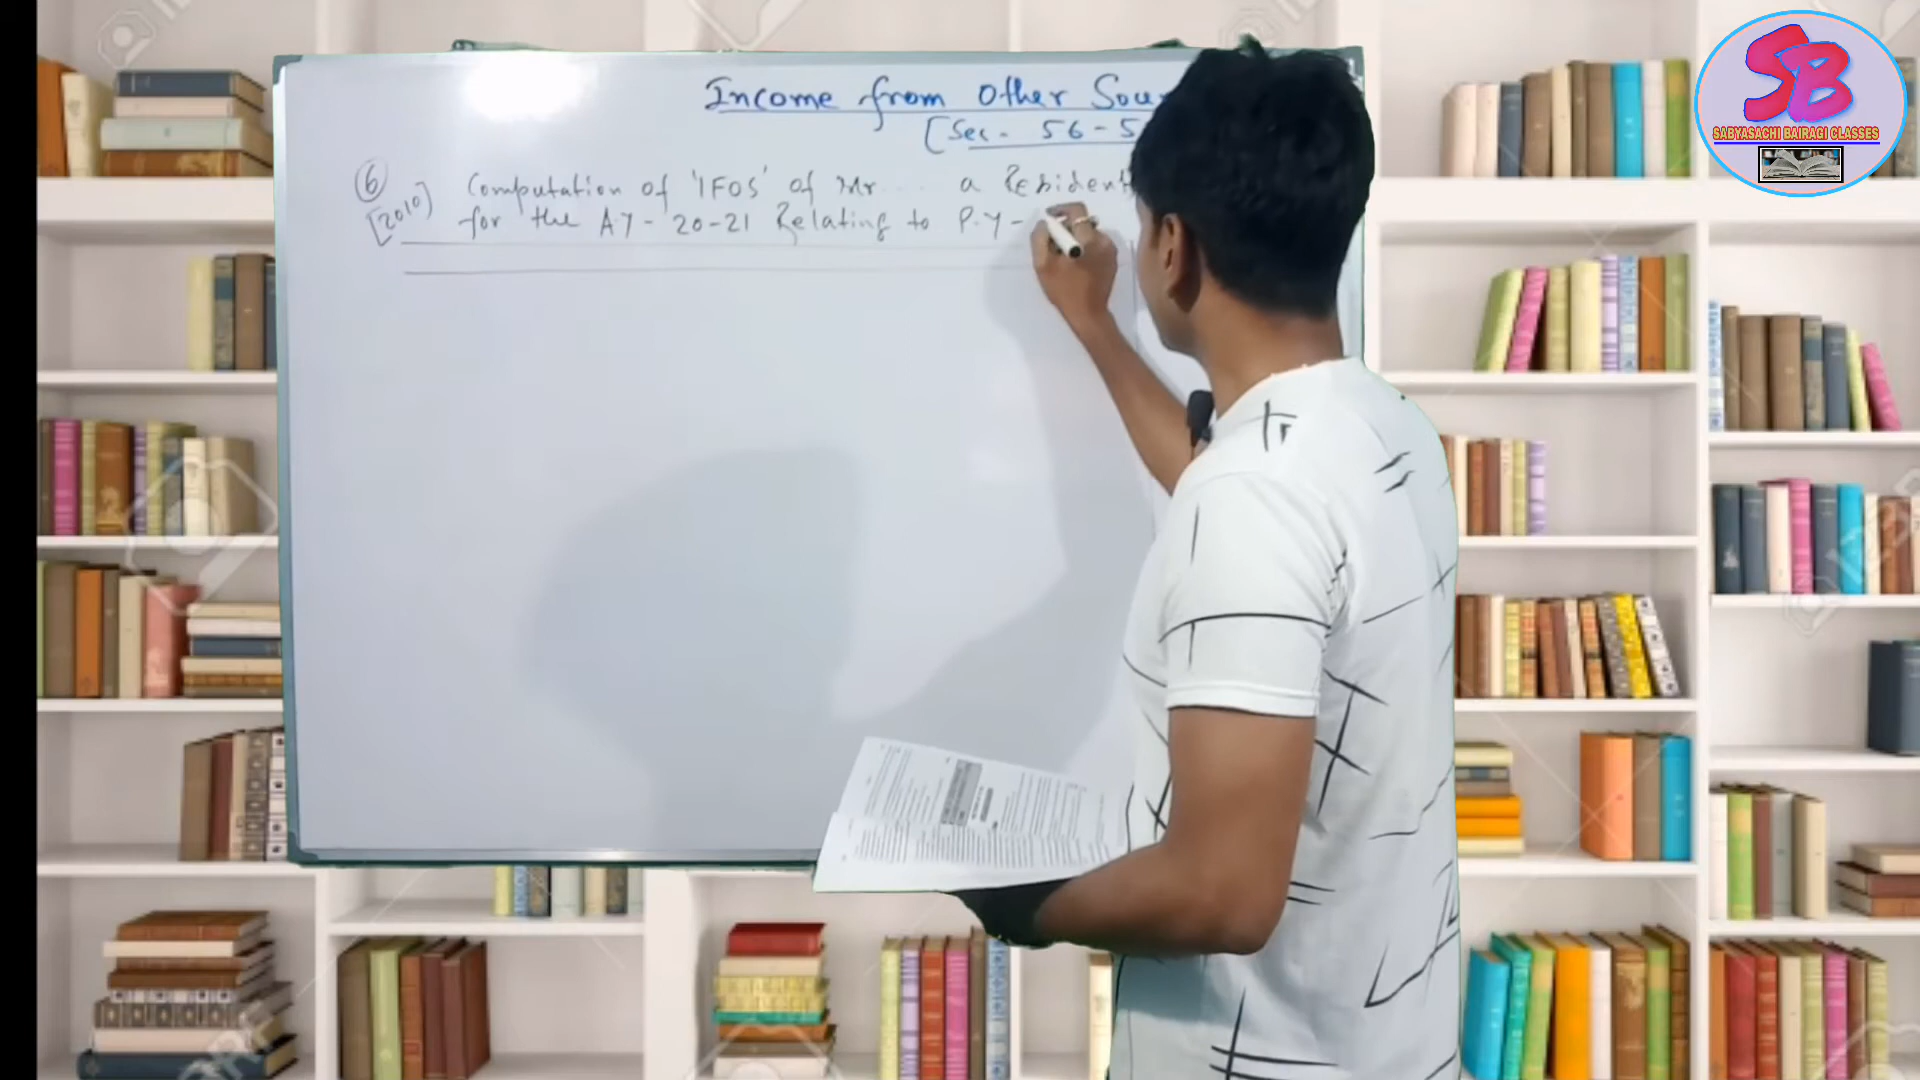 Income from Other Sou
[Sec - 56 - 5
6 Computation of 'IFOS' of Mr... a Resident
[2010] for the A.Y - 20-21 Relating to P.Y -
SB
SABYASACHI BAIRAGI CLASSES